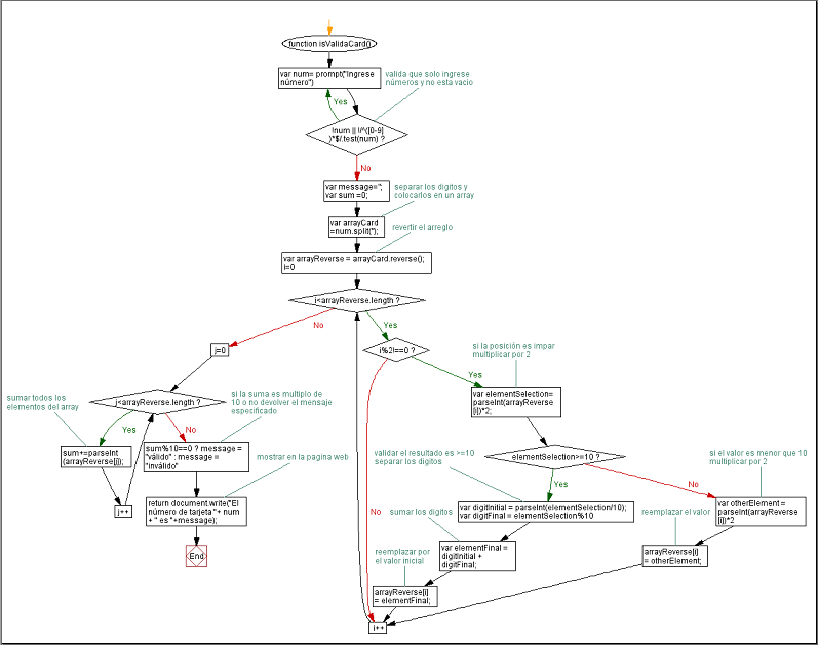 function isValidaCard()
var num= prompt("Ingrese
número")
valida que solo ingrese
números y no esta vacio
Yes
!num || !/^([0-9]
)*$/.test(num) ?
No
var message='';
var sum =0;
separar los digitos y
colocarlos en un array
var arrayCard
=num.split('');
revertir el arreglo
var arrayReverse = arrayCard.reverse();
i=0
i<arrayReverse.length ?
No
Yes
j=0
i%2!==0 ?
si la posición es impar
multiplicar por 2
Yes
var elementSellection=
parseInt(arrayReverse
[i])*2;
sumar todos los
elementos dell array
j<arrayReverse.length ?
si la suma es multiplo de
10 o no devolver el mensaje
especificado
Yes
No
sum+=parseInt
(arrayReverse[j]);
sum%10==0 ? message =
"válido" : message =
"inválido"
j++
mostrar en la pagina web
return document.write("El
número de tarjeta "+ num
+ " es "+message);
End
validar el resultado es >=10
separar los digitos
elementSelection>=10 ?
si el valor es menor que 10
multiplicar por 2
Yes
No
var digitInitial = parseInt(elementSelection/10);
var digitFinal = elementSelection%10
var otherElement =
parseInt(arrayReverse
[i])*2
No
sumar los digitos
reemplazar el valor
var elementFinal =
digitInitial +
digitFinal;
arrayReverse[i]
= otherElement;
reemplazar por
el valor inicial
arrayReverse[i]
= elementFinal;
i++